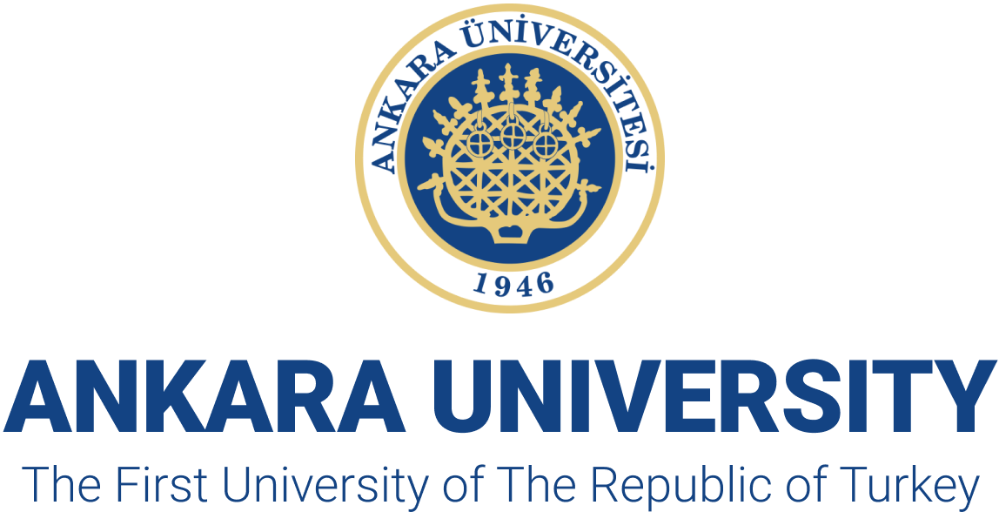 ANKARA ÜNİVERSİTESİ
1946
ANKARA UNIVERSITY
The First University of The Republic of Turkey